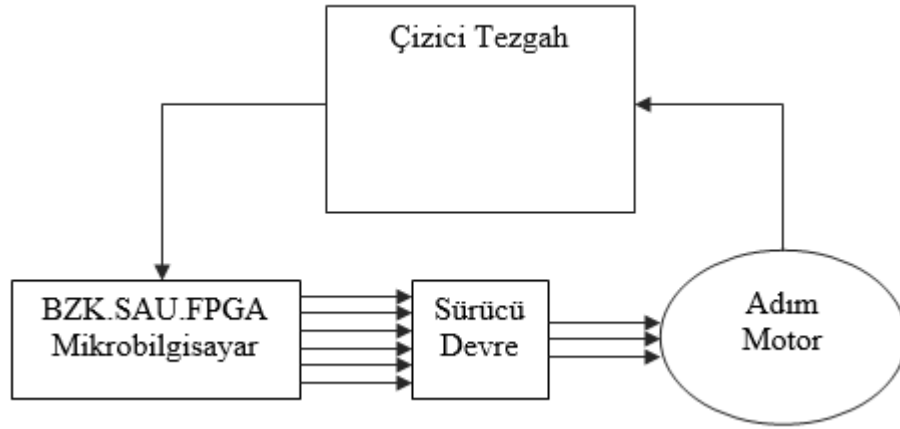 Çizici Tezgah
BZK.SAU.FPGA
Mikrobilgisayar
Sürücü
Devre
Adım
Motor